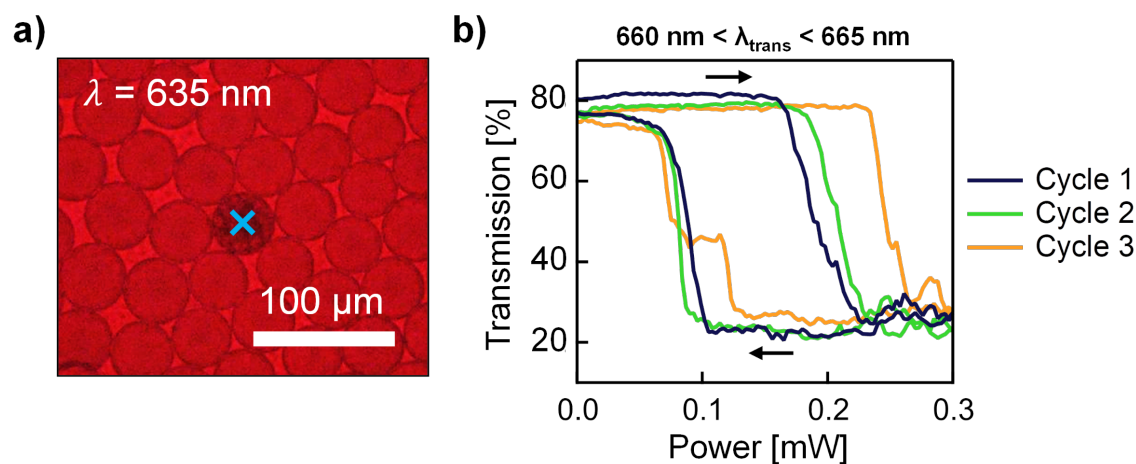 a)
λ = 635 nm
100 µm
b)
660 nm < λtrans < 665 nm
Transmission [%]
80
60
40
20
0.0
0.1
0.2
0.3
Power [mW]
Cycle 1
Cycle 2
Cycle 3